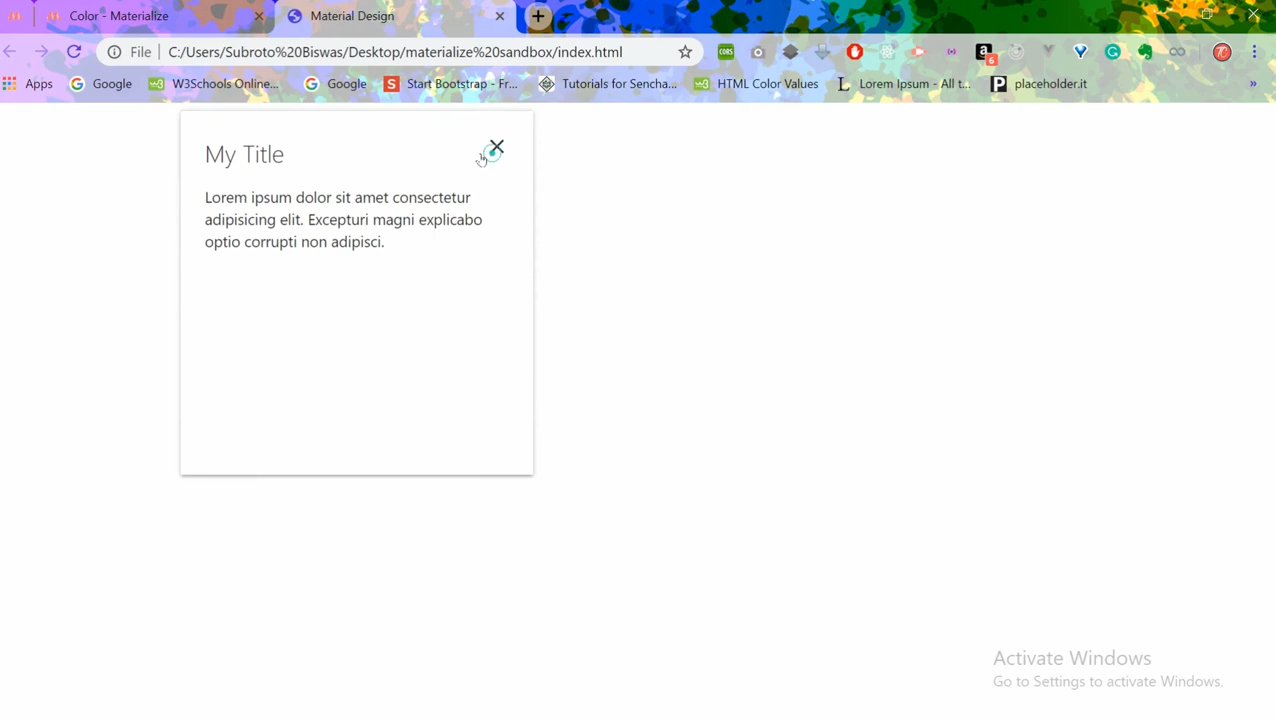 Color - Materialize
Material Design
File C:/Users/Subroto%20Biswas/Desktop/materialize%20sandbox/index.html
CORS
a
6
Apps
Google
W3Schools Online...
Google
Start Bootstrap - Fr...
Tutorials for Sencha...
HTML Color Values
Lorem Ipsum - All t...
placeholder.it
»
My Title
Lorem ipsum dolor sit amet consectetur
adipisicing elit. Excepturi magni explicabo
optio corrupti non adipisci.
Activate Windows
Go to Settings to activate Windows.